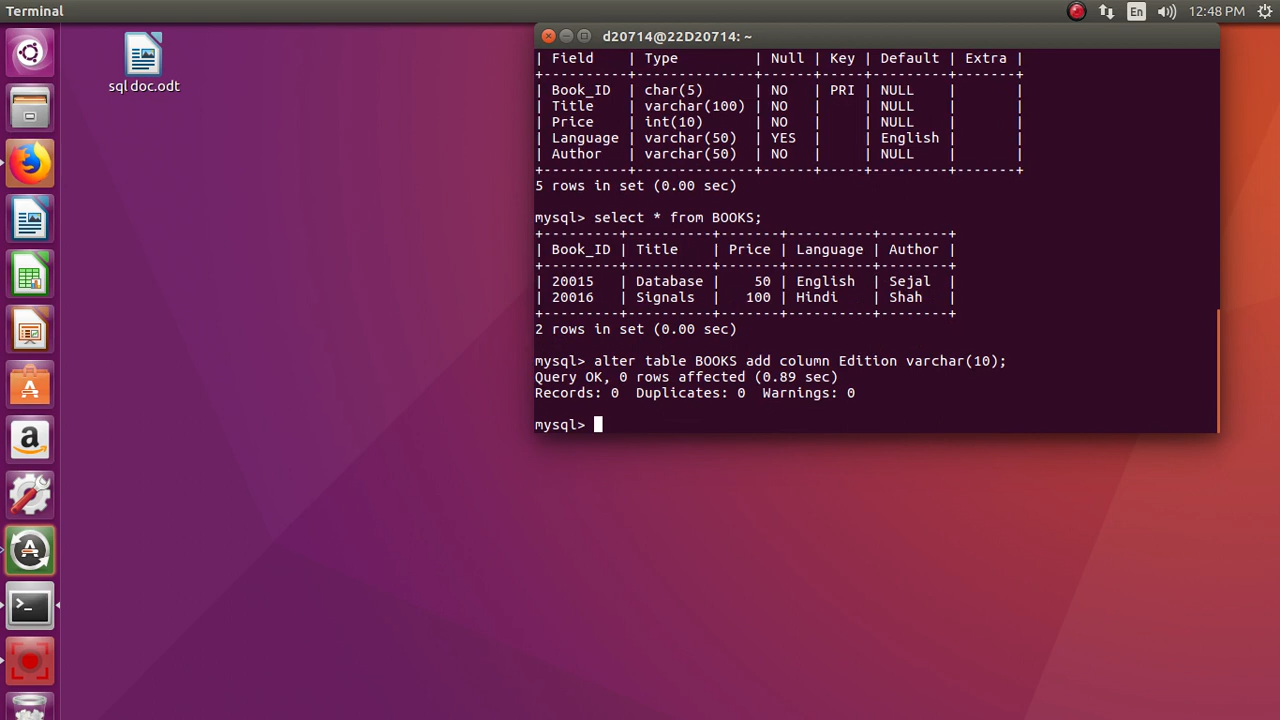 Terminal
En
12:48 PM
sql doc.odt
d20714@22D20714: ~
| Field     | Type         | Null | Key | Default | Extra |
+-----------+--------------+------+-----+---------+-------+
| Book_ID   | char(5)      | NO   | PRI | NULL    |       |
| Title     | varchar(100) | NO   |     | NULL    |       |
| Price     | int(10)      | NO   |     | NULL    |       |
| Language  | varchar(50)  | YES  |     | English |       |
| Author    | varchar(50)  | NO   |     | NULL    |       |
+-----------+--------------+------+-----+---------+-------+
5 rows in set (0.00 sec)
mysql> select * from BOOKS;
+---------+----------+-------+----------+--------+
| Book_ID | Title    | Price | Language | Author |
+---------+----------+-------+----------+--------+
| 20015   | Database |    50 | English  | Sejal  |
| 20016   | Signals  |   100 | Hindi    | Shah   |
+---------+----------+-------+----------+--------+
2 rows in set (0.00 sec)
mysql> alter table BOOKS add column Edition varchar(10);
Query OK, 0 rows affected (0.89 sec)
Records: 0  Duplicates: 0  Warnings: 0
mysql>